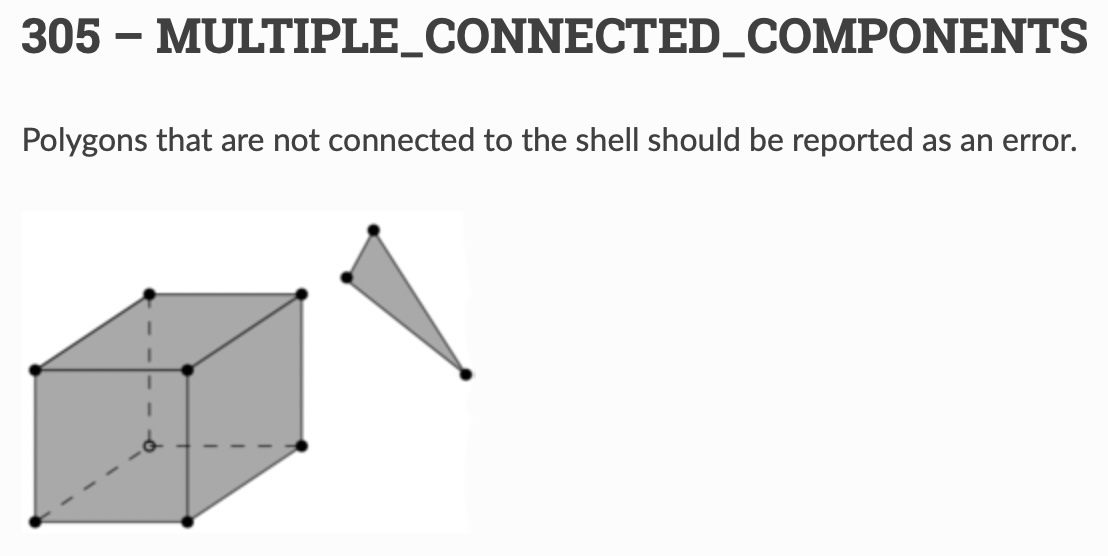 305 – MULTIPLE_CONNECTED_COMPONENTS
Polygons that are not connected to the shell should be reported as an error.